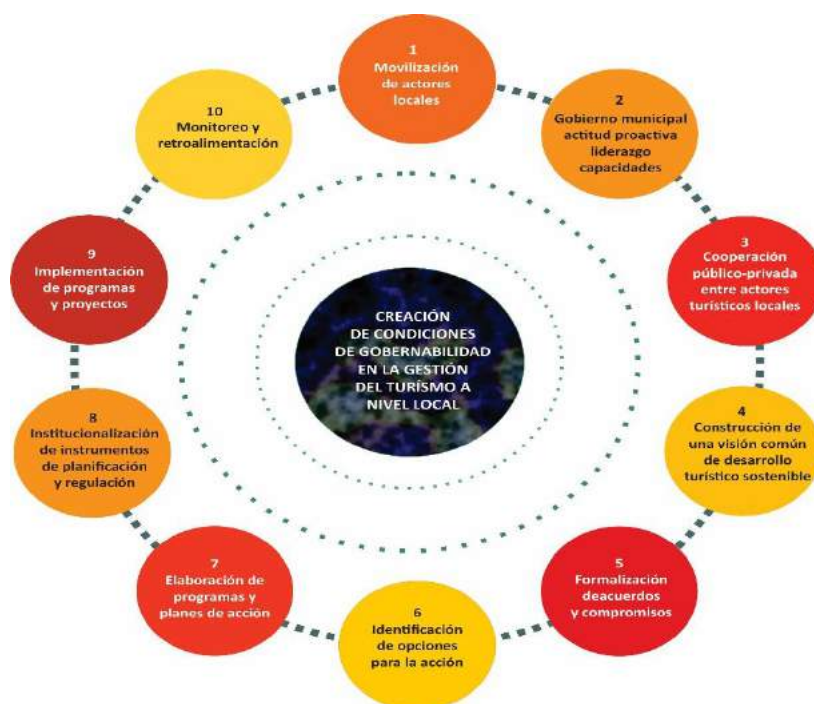 1
Movilización
de actores
locales
2
Gobierno municipal
actitud proactiva
liderazgo
capacidades
3
Cooperación
público-privada
entre actores
turísticos locales
4
Construcción de
una visión común
de desarrollo
turístico sostenible
5
Formalización
deacuerdos
y compromisos
6
Identificación
de opciones
para la acción
7
Elaboración de
programas y
planes de acción
8
Institucionalización
de instrumentos
de planificación
y regulación
9
Implementación
de programas
y proyectos
10
Monitoreo y
retroalimentación
CREACIÓN
DE CONDICIONES
DE GOBERNABILIDAD
EN LA GESTIÓN
DEL TURÍSMO A
NIVEL LOCAL